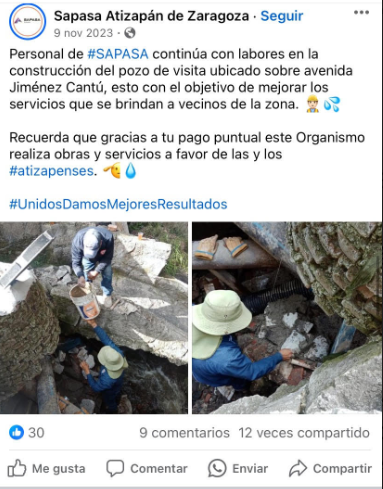 Sapasa Atizapán de Zaragoza · Seguir
9 nov 2023 ·
Personal de #SAPASA continúa con labores en la
construcción del pozo de visita ubicado sobre avenida
Jiménez Cantú, esto con el objetivo de mejorar los
servicios que se brindan a vecinos de la zona. 👷🏼💦
Recuerda que gracias a tu pago puntual este Organismo
realiza obras y servicios a favor de las y los
#atizapenses. 🫡💧
#UnidosDamosMejoresResultados
30
9 comentarios 12 veces compartido
Me gusta Comentar Enviar Compartir